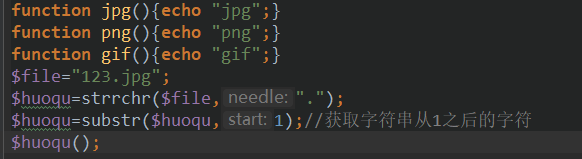 function jpg(){echo "jpg";}
function png(){echo "png";}
function gif(){echo "gif";}
$file="123.jpg";
$huoqu=strrchr($file, needle: ".");
$huoqu=substr($huoqu, start: 1);//获取字符串从1之后的字符
$huoqu();